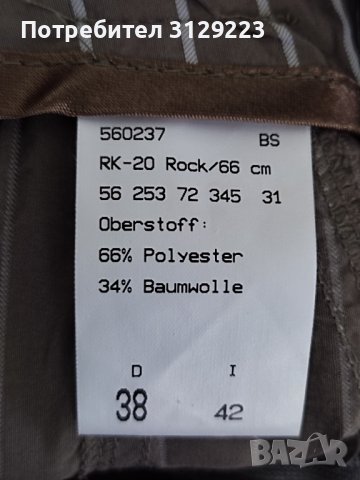 Потребител 3129223
560237 BS
RK-20 Rock/66 cm
56 253 72 345 31
Oberstoff:
66% Polyester
34% Baumwolle
D I
38 42
BAZAR